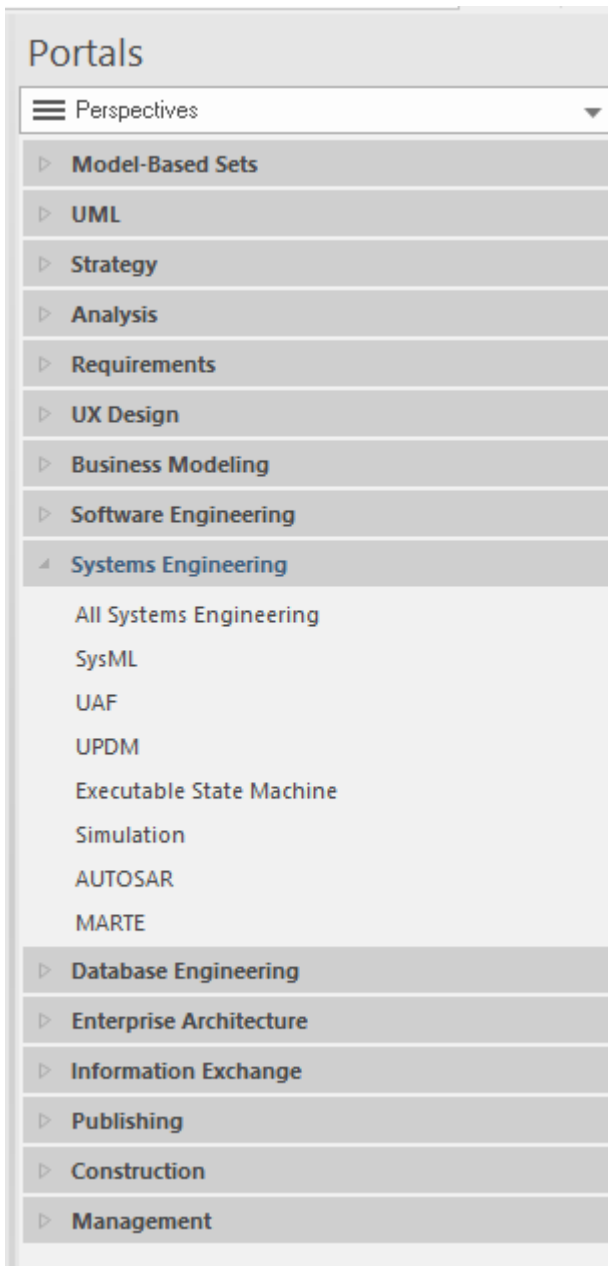 Portals
Perspectives
Model-Based Sets
UML
Strategy
Analysis
Requirements
UX Design
Business Modeling
Software Engineering
Systems Engineering
All Systems Engineering
SysML
UAF
UPDM
Executable State Machine
Simulation
AUTOSAR
MARTE
Database Engineering
Enterprise Architecture
Information Exchange
Publishing
Construction
Management